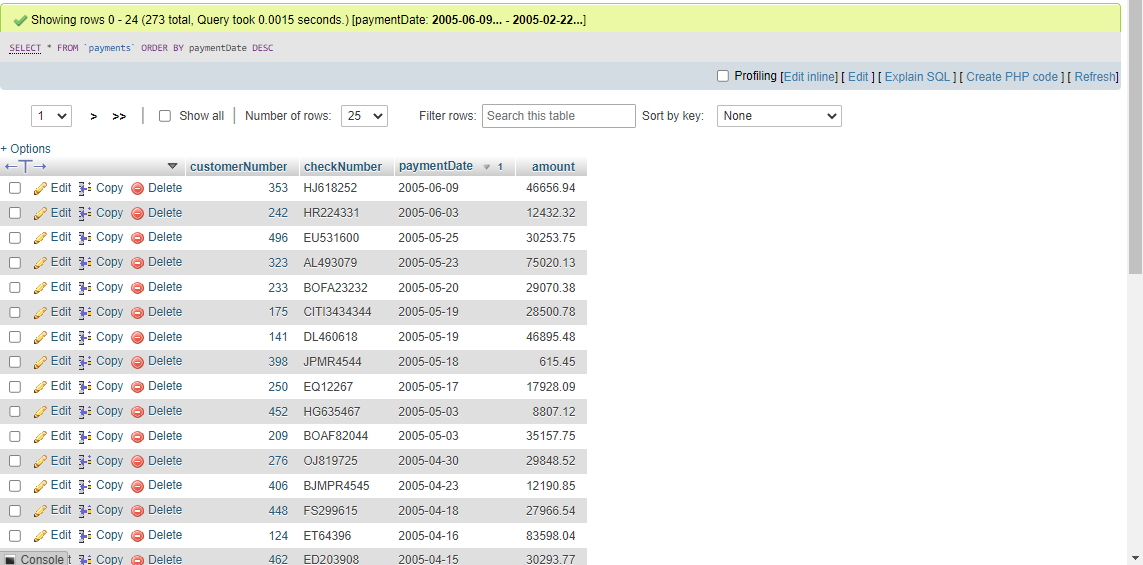 Showing rows 0 - 24 (273 total, Query took 0.0015 seconds.) [paymentDate: 2005-06-09... - 2005-02-22...]
SELECT * FROM `payments` ORDER BY paymentDate DESC
Profiling [Edit inline] [ Edit ] [ Explain SQL ] [ Create PHP code ] [ Refresh]
1 > >> | Show all | Number of rows: 25 Filter rows: Search this table Sort by key: None
+ Options
←T→ customerNumber checkNumber paymentDate 1 amount
Edit Copy Delete 353 HJ618252 2005-06-09 46656.94
Edit Copy Delete 242 HR224331 2005-06-03 12432.32
Edit Copy Delete 496 EU531600 2005-05-25 30253.75
Edit Copy Delete 323 AL493079 2005-05-23 75020.13
Edit Copy Delete 233 BOFA23232 2005-05-20 29070.38
Edit Copy Delete 175 CITI3434344 2005-05-19 28500.78
Edit Copy Delete 141 DL460618 2005-05-19 46895.48
Edit Copy Delete 398 JPMR4544 2005-05-18 615.45
Edit Copy Delete 250 EQ12267 2005-05-17 17928.09
Edit Copy Delete 452 HG635467 2005-05-03 8807.12
Edit Copy Delete 209 BOAF82044 2005-05-03 35157.75
Edit Copy Delete 276 OJ819725 2005-04-30 29848.52
Edit Copy Delete 406 BJMPR4545 2005-04-23 12190.85
Edit Copy Delete 448 FS299615 2005-04-18 27966.54
Edit Copy Delete 124 ET64396 2005-04-16 83598.04
Console Copy Delete 462 ED203908 2005-04-15 30293.77